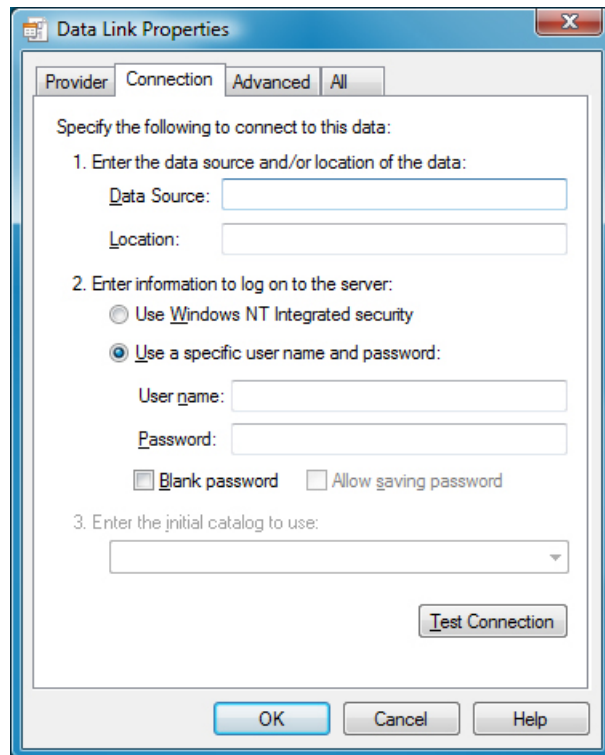 Data Link Properties
Provider Connection Advanced All
Specify the following to connect to this data:
1. Enter the data source and/or location of the data:
Data Source:
Location:
2. Enter information to log on to the server:
Use Windows NT Integrated security
Use a specific user name and password:
User name:
Password:
Blank password Allow saving password
3. Enter the initial catalog to use:
Test Connection
OK Cancel Help